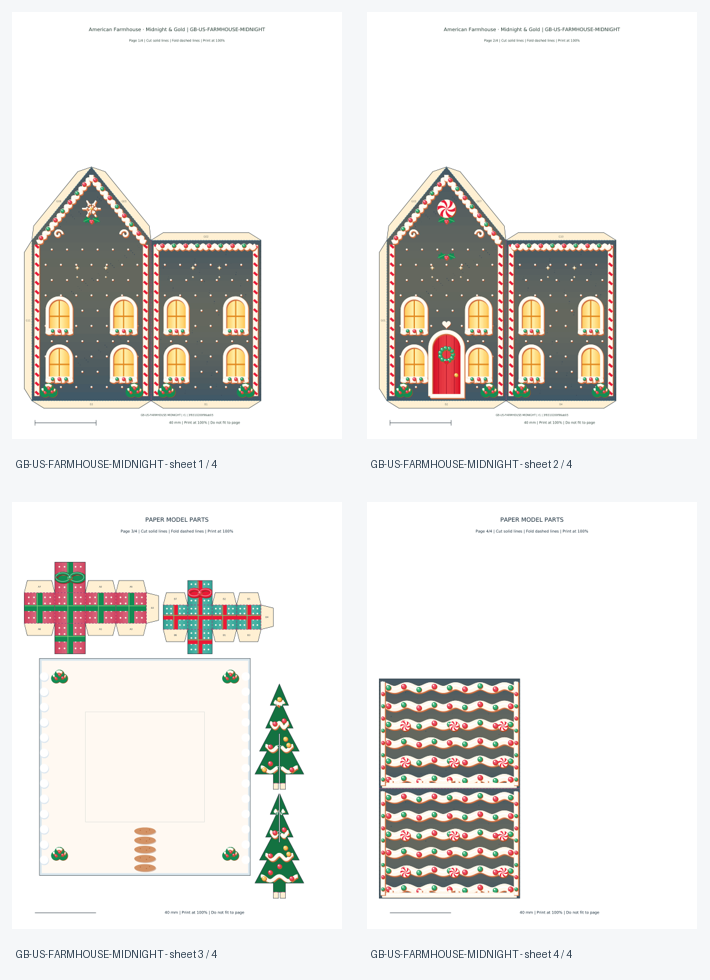 American Farmhouse · Midnight & Gold | GB-US-FARMHOUSE-MIDNIGHT
Page 1/4 | Cut solid lines | Fold dashed lines | Print at 100%
40 mm | Print at 100% | Do not fit to page
GB-US-FARMHOUSE-MIDNIGHT - sheet 1 / 4
American Farmhouse · Midnight & Gold | GB-US-FARMHOUSE-MIDNIGHT
Page 2/4 | Cut solid lines | Fold dashed lines | Print at 100%
40 mm | Print at 100% | Do not fit to page
GB-US-FARMHOUSE-MIDNIGHT - sheet 2 / 4
PAPER MODEL PARTS
Page 3/4 | Cut solid lines | Fold dashed lines | Print at 100%
40 mm | Print at 100% | Do not fit to page
GB-US-FARMHOUSE-MIDNIGHT - sheet 3 / 4
PAPER MODEL PARTS
Page 4/4 | Cut solid lines | Fold dashed lines | Print at 100%
40 mm | Print at 100% | Do not fit to page
GB-US-FARMHOUSE-MIDNIGHT - sheet 4 / 4